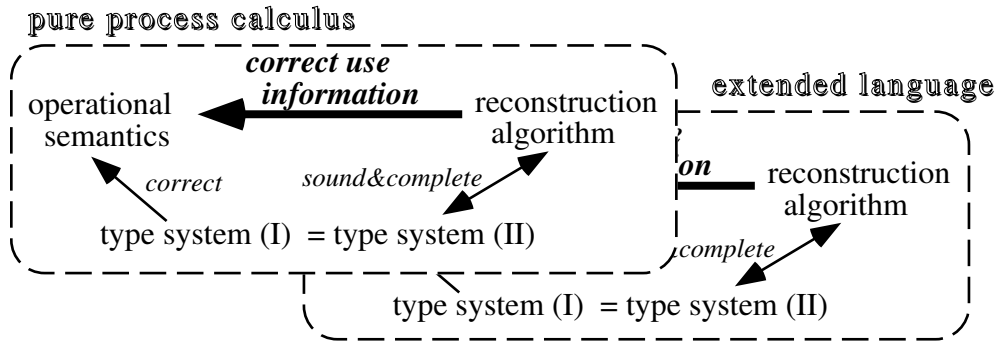 pure process calculus
correct use
information
operational
semantics
reconstruction
algorithm
correct
sound&complete
type system (I) = type system (II)
extended language
on
reconstruction
algorithm
complete
type system (I) = type system (II)